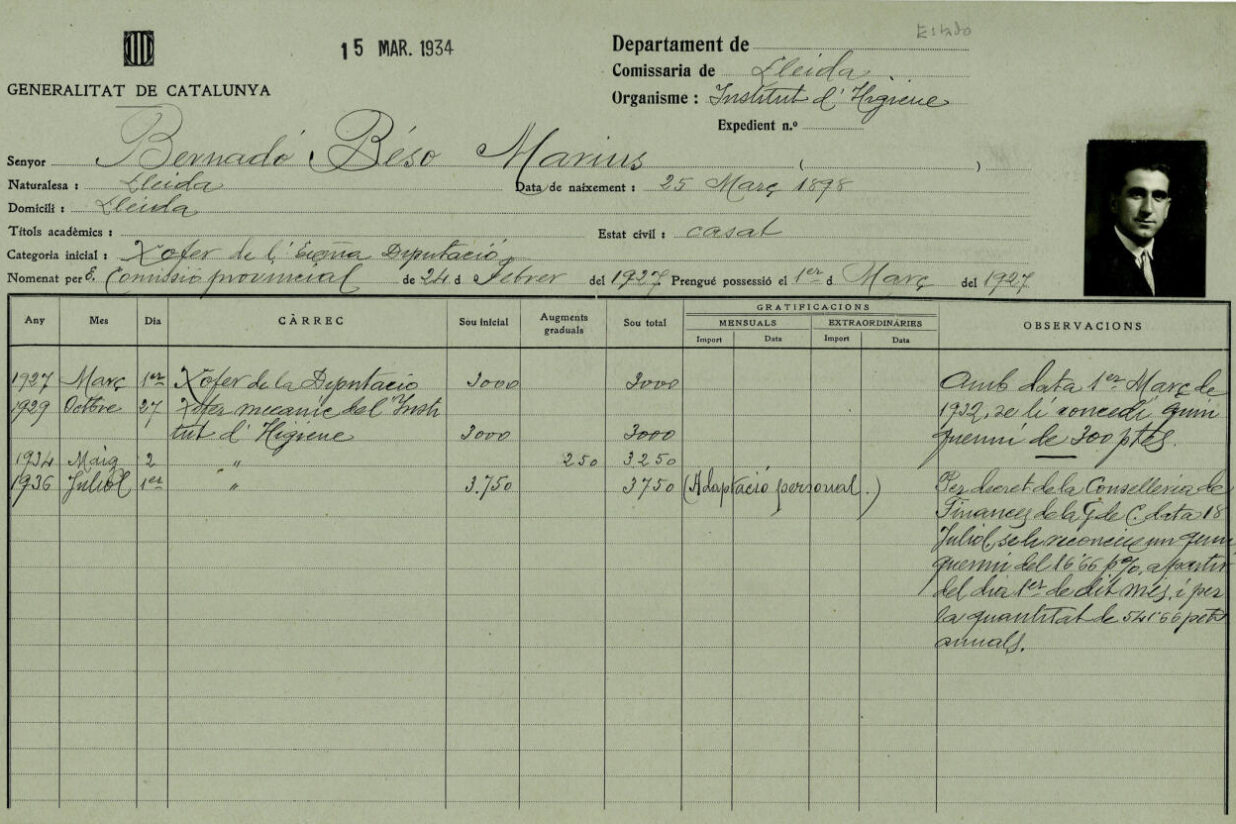 Estado
15 MAR. 1934
GENERALITAT DE CATALUNYA
Departament de
Comissaria de Lleida
Organisme: Institut d'Higiene
Expedient n.º
Senyor Bernadó Béso Marius ( )
Naturalesa: Lleida Data de naixement: 25 Març 1898
Domicili: Lleida
Títols acadèmics: Estat civil: casat
Categoria inicial: Xofer de l'Excma Diputació
Nomenat per C. Comissió provincial de 24 d Febrer del 1927 Prengué possessió el 1er d Març del 1927
GRATIFICACIONS
MENSUALS EXTRAORDINÀRIES
Any Mes Dia CÀRREC Sou inicial Augments graduals Sou total Import Data Import Data OBSERVACIONS
1927 Març 1er Xofer de la Diputació 3000 3000
1929 Octbre 27 Xofer mecanic del Insti
tut d'Higiene 3000 3000
1934 Maig 2 " 250 3250
1936 Juliol 1er " 3.750 3750 (Adaptació personal.)
Amb data 1er Març de
1932, se li concedí quin
quenni de 300 ptes.
Per decret de la Conselleria de
Finances de la G. de C. data 18
Juliol, se li reconeix un quin
quenni del 16'66 p%, a partir
del dia 1er de dit mes, i per
la quantitat de 541'66 ptes
anuals.